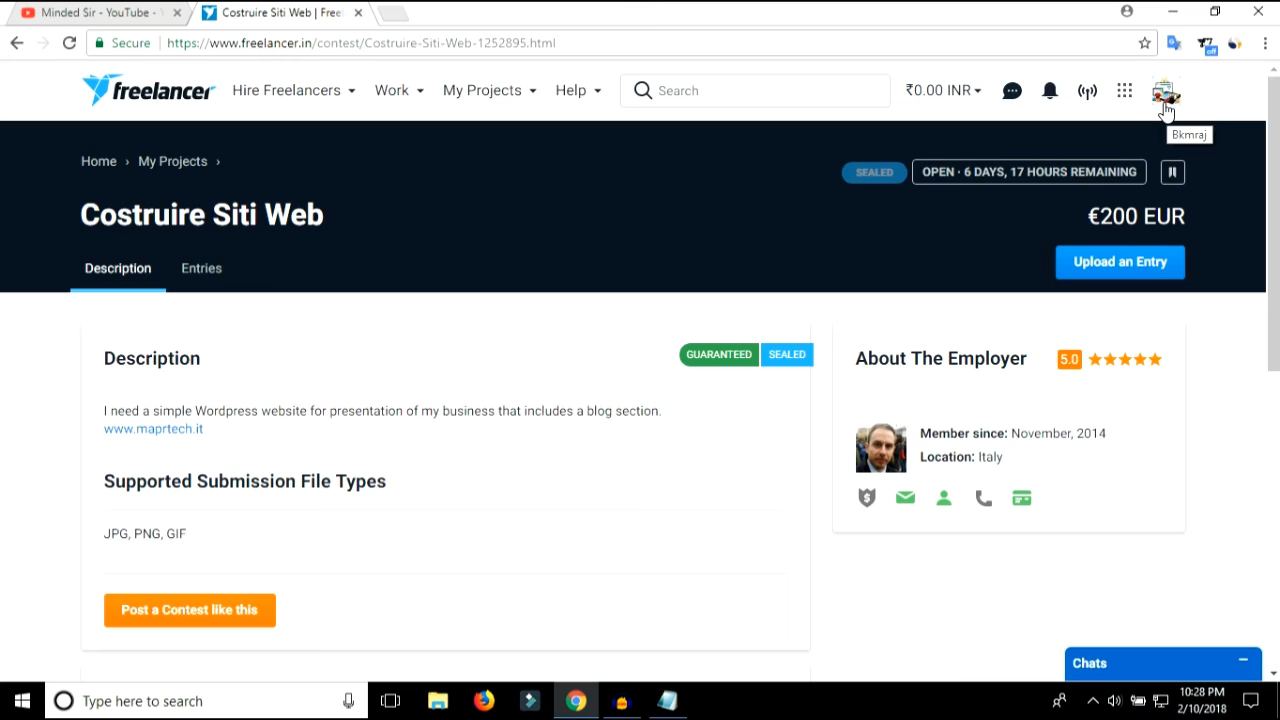 Minded Sir - YouTube -
Costruire Siti Web | Free
Secure
https://www.freelancer.in/contest/Costruire-Siti-Web-1252895.html
off
freelancer
Hire Freelancers
Work
My Projects
Help
Search
₹0.00 INR
Bkmraj
Home › My Projects ›
SEALED
OPEN · 6 DAYS, 17 HOURS REMAINING
Costruire Siti Web
€200 EUR
Description
Entries
Upload an Entry
Description
GUARANTEED
SEALED
I need a simple Wordpress website for presentation of my business that includes a blog section.
www.maprtech.it
Supported Submission File Types
JPG, PNG, GIF
Post a Contest like this
About The Employer
5.0
Member since: November, 2014
Location: Italy
Chats
Type here to search
10:28 PM
2/10/2018